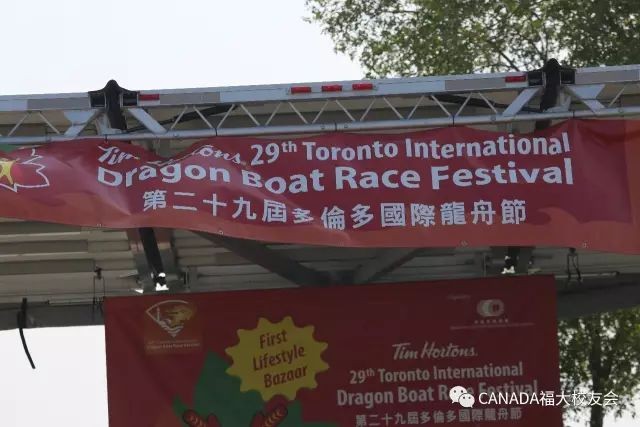 Tim Hortons 29th Toronto International
Dragon Boat Race Festival
第二十九屆多倫多國際龍舟節
First
Lifestyle
Bazaar
Tim Hortons.
29th Toronto International
Dragon Boat Race Festival
第二十九屆多倫多國際龍舟節
CANADA福大校友会